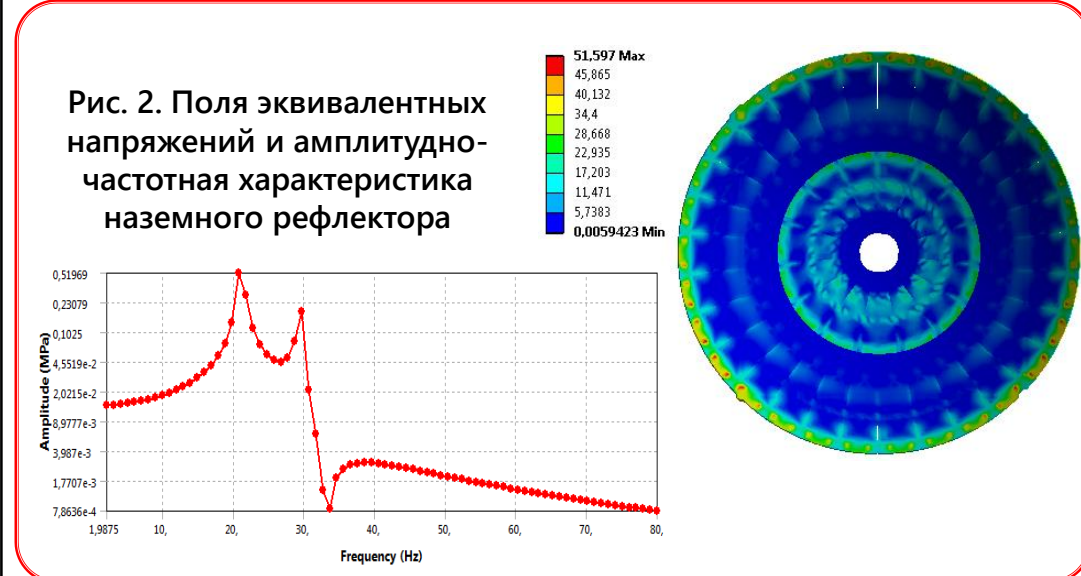 Рис. 2. Поля эквивалентных
напряжений и амплитудно-
частотная характеристика
наземного рефлектора
51,597 Max
45,865
40,132
34,4
28,668
22,935
17,203
11,471
5,7383
0,0059423 Min
Amplitude (MPa)
0,51969
0,23079
0,1025
4,5519e-2
2,0215e-2
8,9777e-3
3,987e-3
1,7707e-3
7,8636e-4
1,9875 10, 20, 30, 40, 50, 60, 70, 80,
Frequency (Hz)